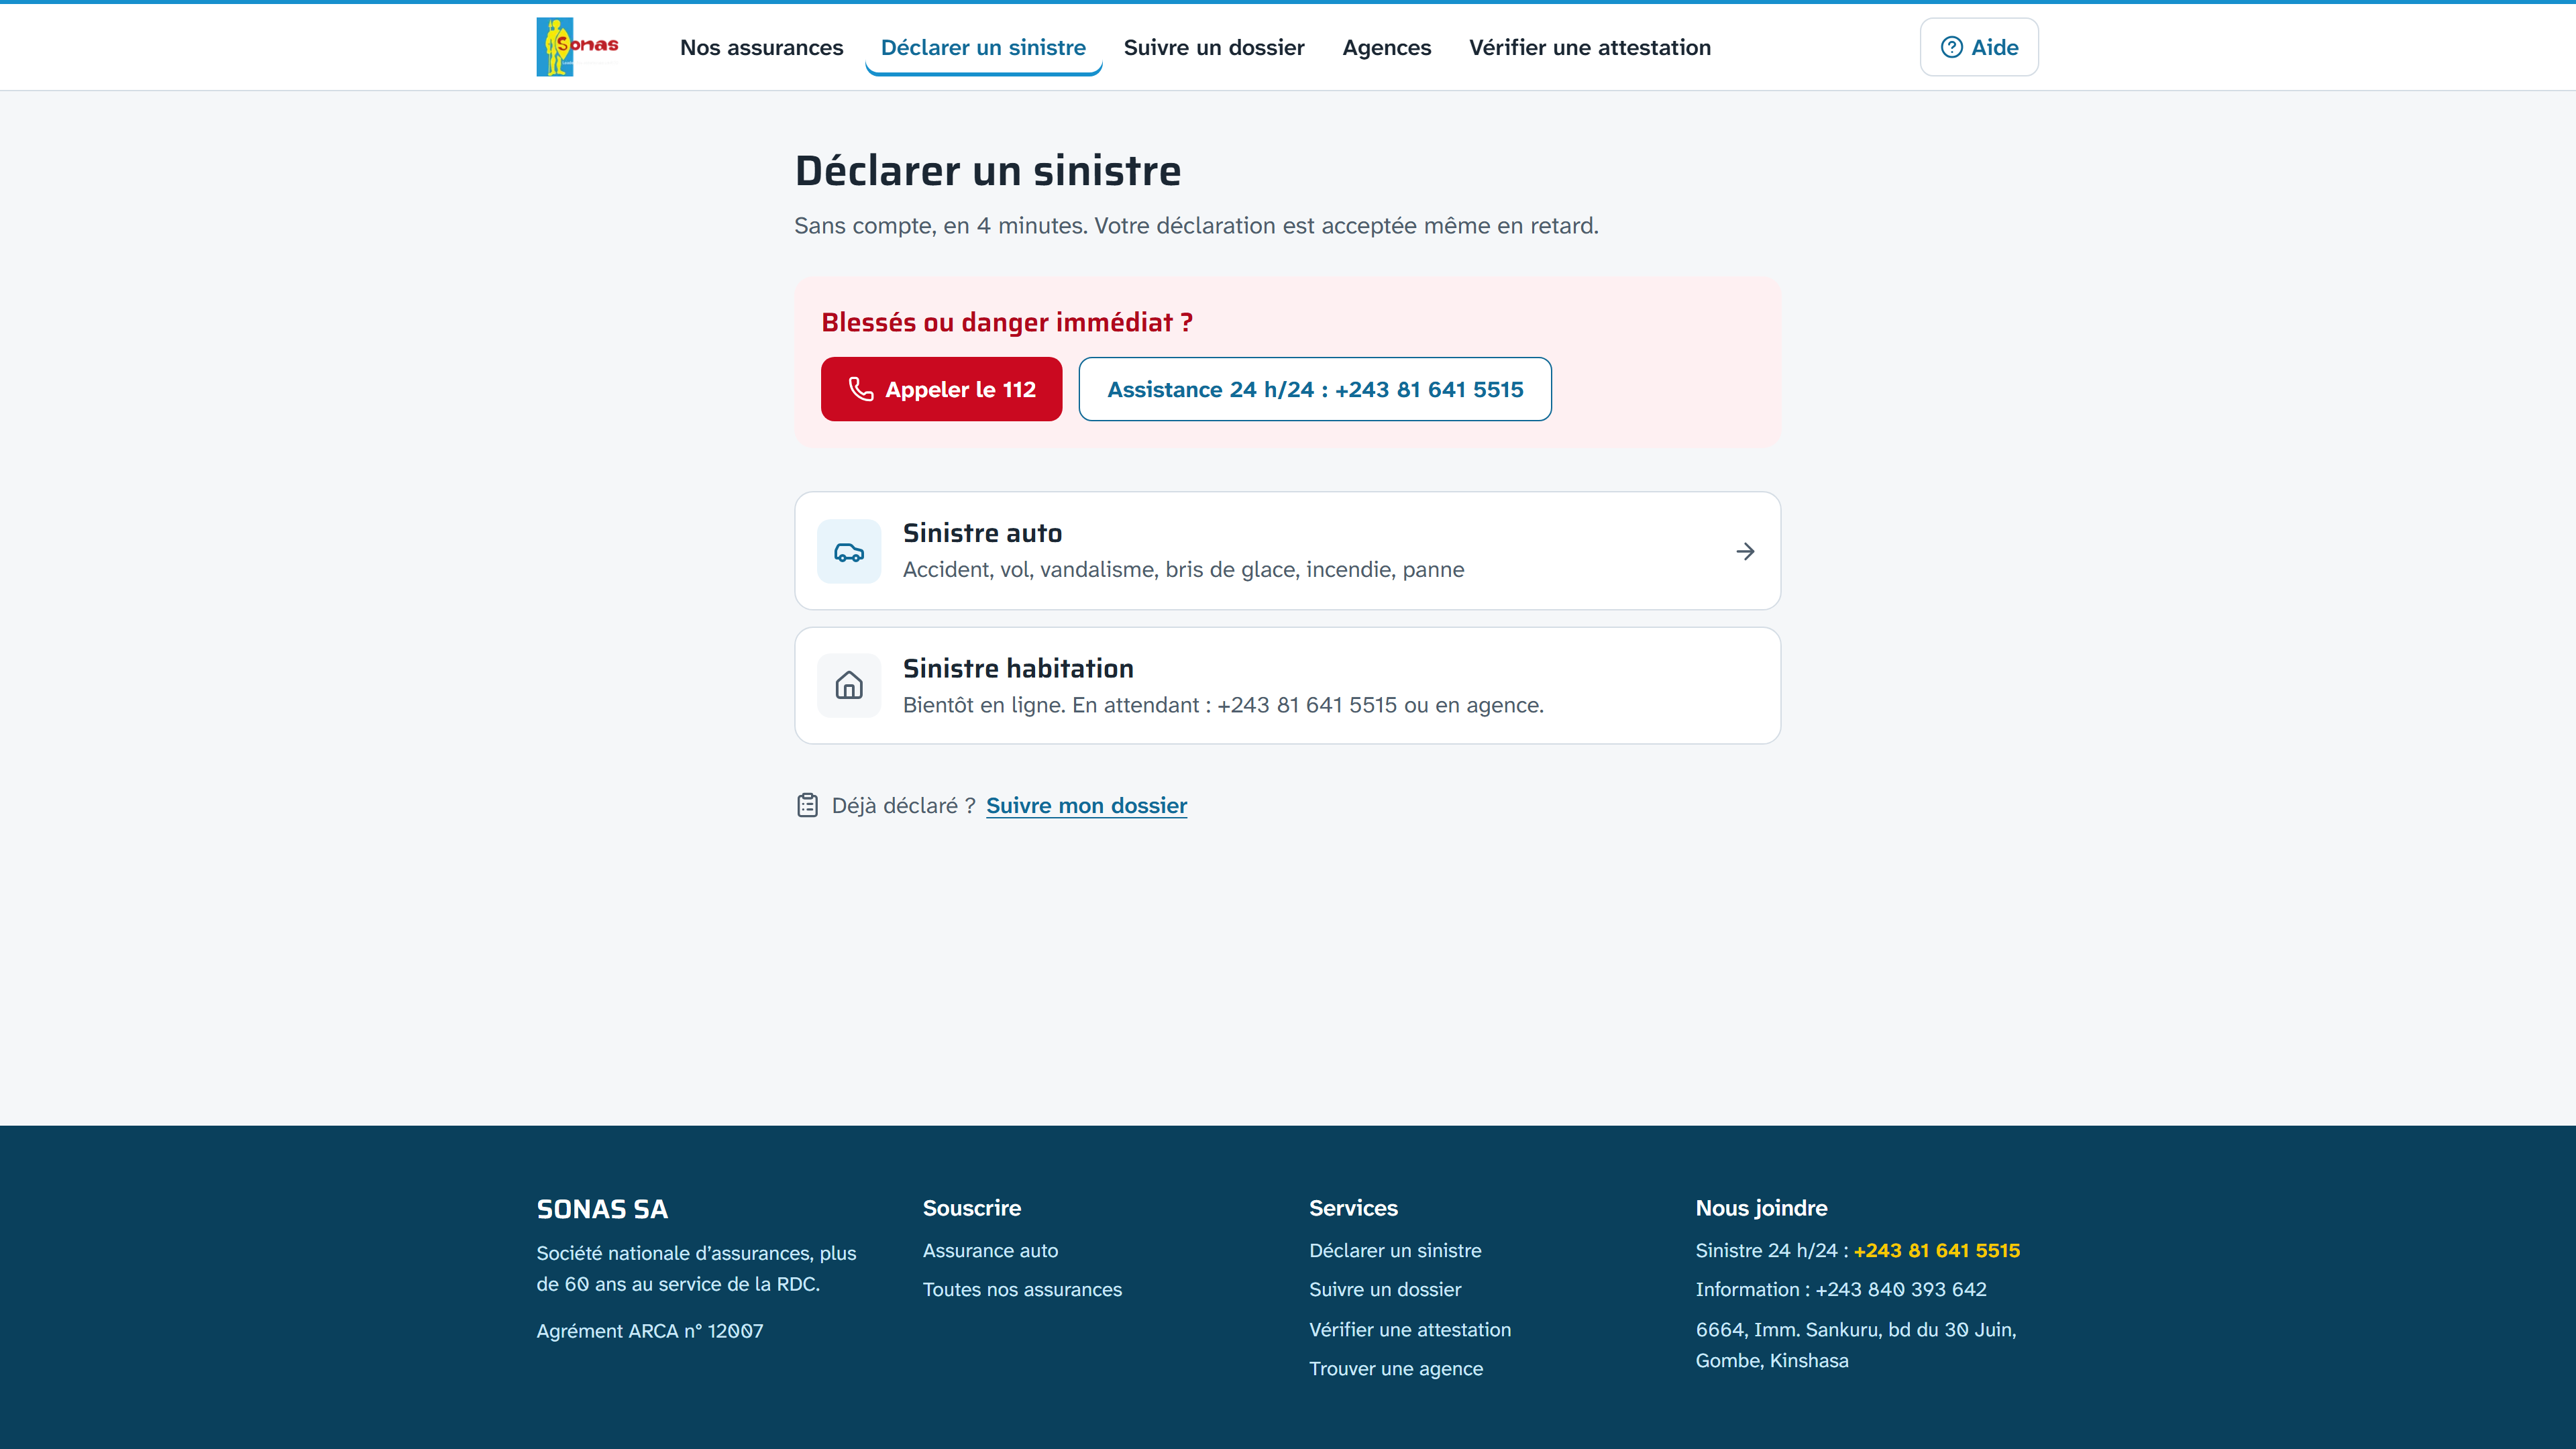 Sonas
Nos assurances
Déclarer un sinistre
Suivre un dossier
Agences
Vérifier une attestation
Aide
Déclarer un sinistre
Sans compte, en 4 minutes. Votre déclaration est acceptée même en retard.
Blessés ou danger immédiat ?
Appeler le 112
Assistance 24 h/24 : +243 81 641 5515
Sinistre auto
Accident, vol, vandalisme, bris de glace, incendie, panne
Sinistre habitation
Bientôt en ligne. En attendant : +243 81 641 5515 ou en agence.
Déjà déclaré ? Suivre mon dossier
SONAS SA
Société nationale d’assurances, plus
de 60 ans au service de la RDC.
Agrément ARCA n° 12007
Souscrire
Assurance auto
Toutes nos assurances
Services
Déclarer un sinistre
Suivre un dossier
Vérifier une attestation
Trouver une agence
Nous joindre
Sinistre 24 h/24 : +243 81 641 5515
Information : +243 840 393 642
6664, Imm. Sankuru, bd du 30 Juin,
Gombe, Kinshasa